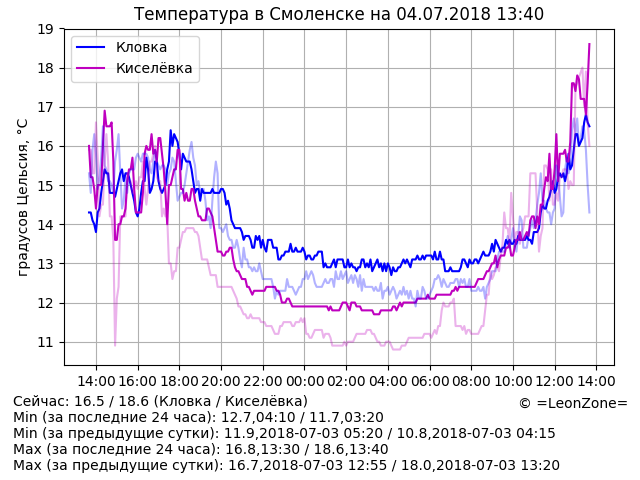 Температура в Смоленске на 04.07.2018 13:40
19
18
17
16
15
14
13
12
11
градусов Цельсия, °C
Кловка
Киселёвка
14:00 16:00 18:00 20:00 22:00 00:00 02:00 04:00 06:00 08:00 10:00 12:00 14:00
Сейчас: 16.5 / 18.6 (Кловка / Киселёвка)
© =LeonZone=
Min (за последние 24 часа): 12.7,04:10 / 11.7,03:20
Min (за предыдущие сутки): 11.9,2018-07-03 05:20 / 10.8,2018-07-03 04:15
Max (за последние 24 часа): 16.8,13:30 / 18.6,13:40
Max (за предыдущие сутки): 16.7,2018-07-03 12:55 / 18.0,2018-07-03 13:20